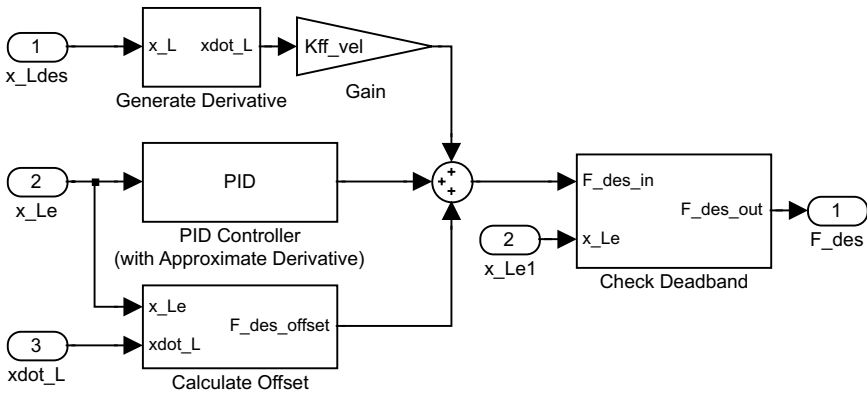 1
x_Ldes
x_L
xdot_L
Generate Derivative
Kff_vel
Gain
2
x_Le
PID
PID Controller
(with Approximate Derivative)
+
+
+
F_des_in
x_Le
F_des_out
Check Deadband
2
x_Le1
1
F_des
x_Le
xdot_L
F_des_offset
Calculate Offset
3
xdot_L